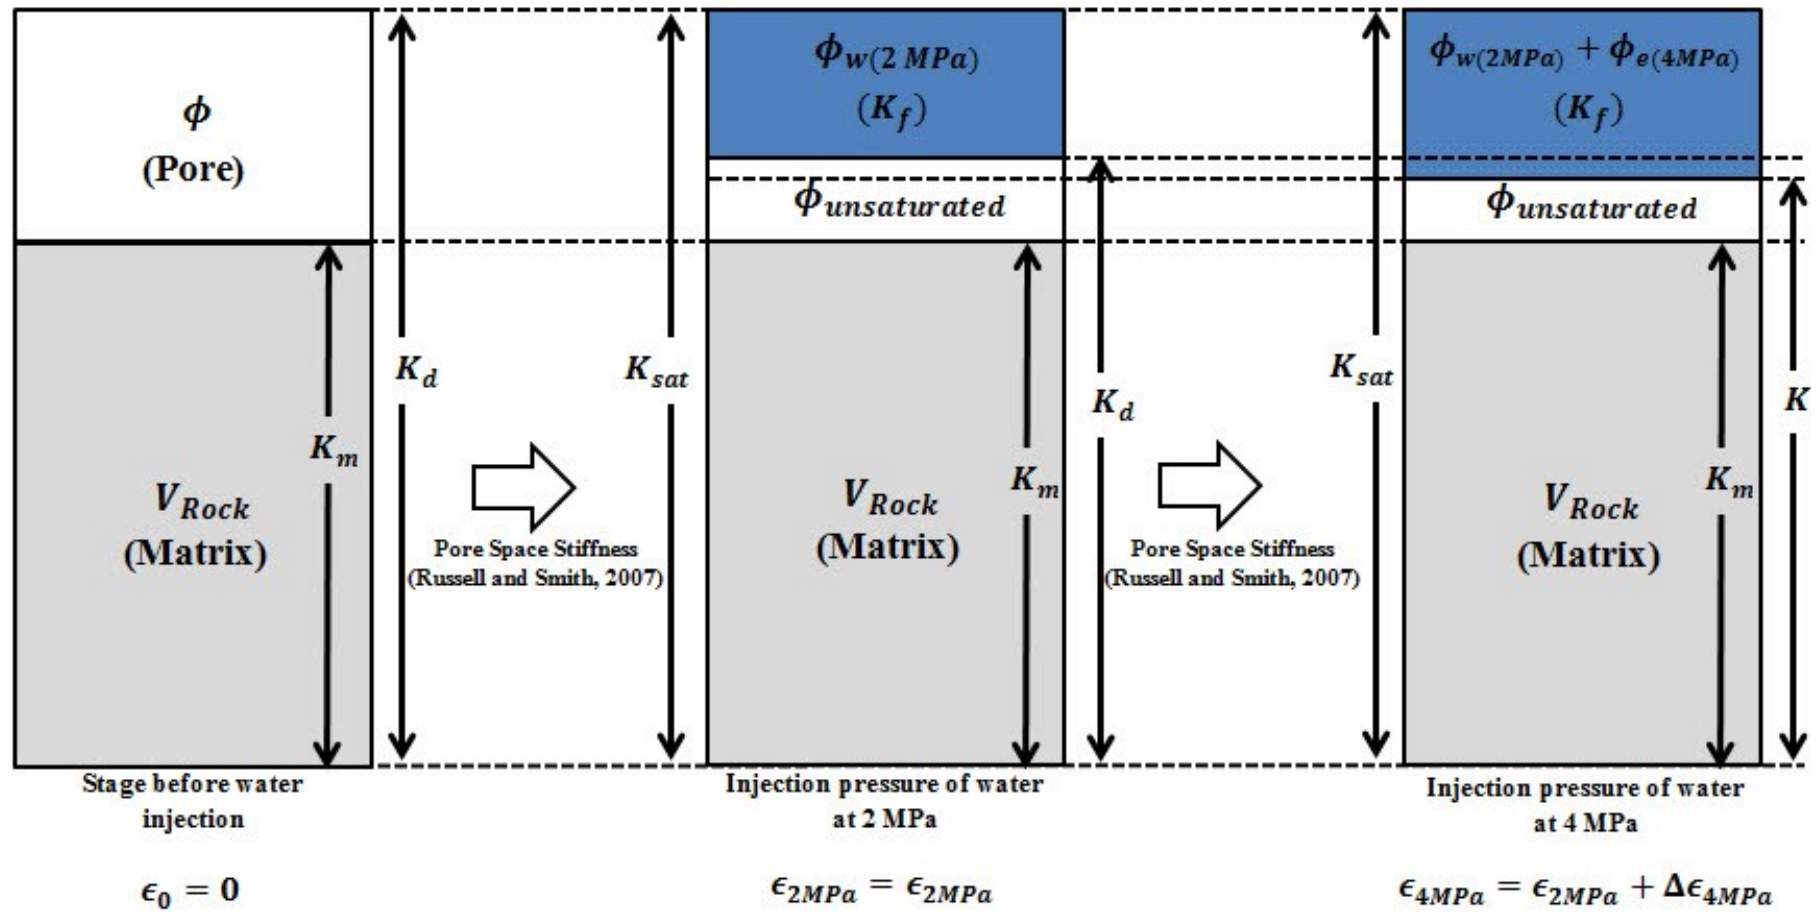 ϕ
(Pore)
K_m
V_Rock
(Matrix)
Stage before water
injection
ϵ_0 = 0
K_d
Pore Space Stiffness
(Russell and Smith, 2007)
K_sat
ϕ_w(2 MPa)
(K_f)
ϕ_unsaturated
K_m
V_Rock
(Matrix)
Injection pressure of water
at 2 MPa
ϵ_2MPa = ϵ_2MPa
K_d
Pore Space Stiffness
(Russell and Smith, 2007)
K_sat
ϕ_w(2MPa) + ϕ_e(4MPa)
(K_f)
ϕ_unsaturated
K_m
V_Rock
(Matrix)
Injection pressure of water
at 4 MPa
ϵ_4MPa = ϵ_2MPa + Δϵ_4MPa
K